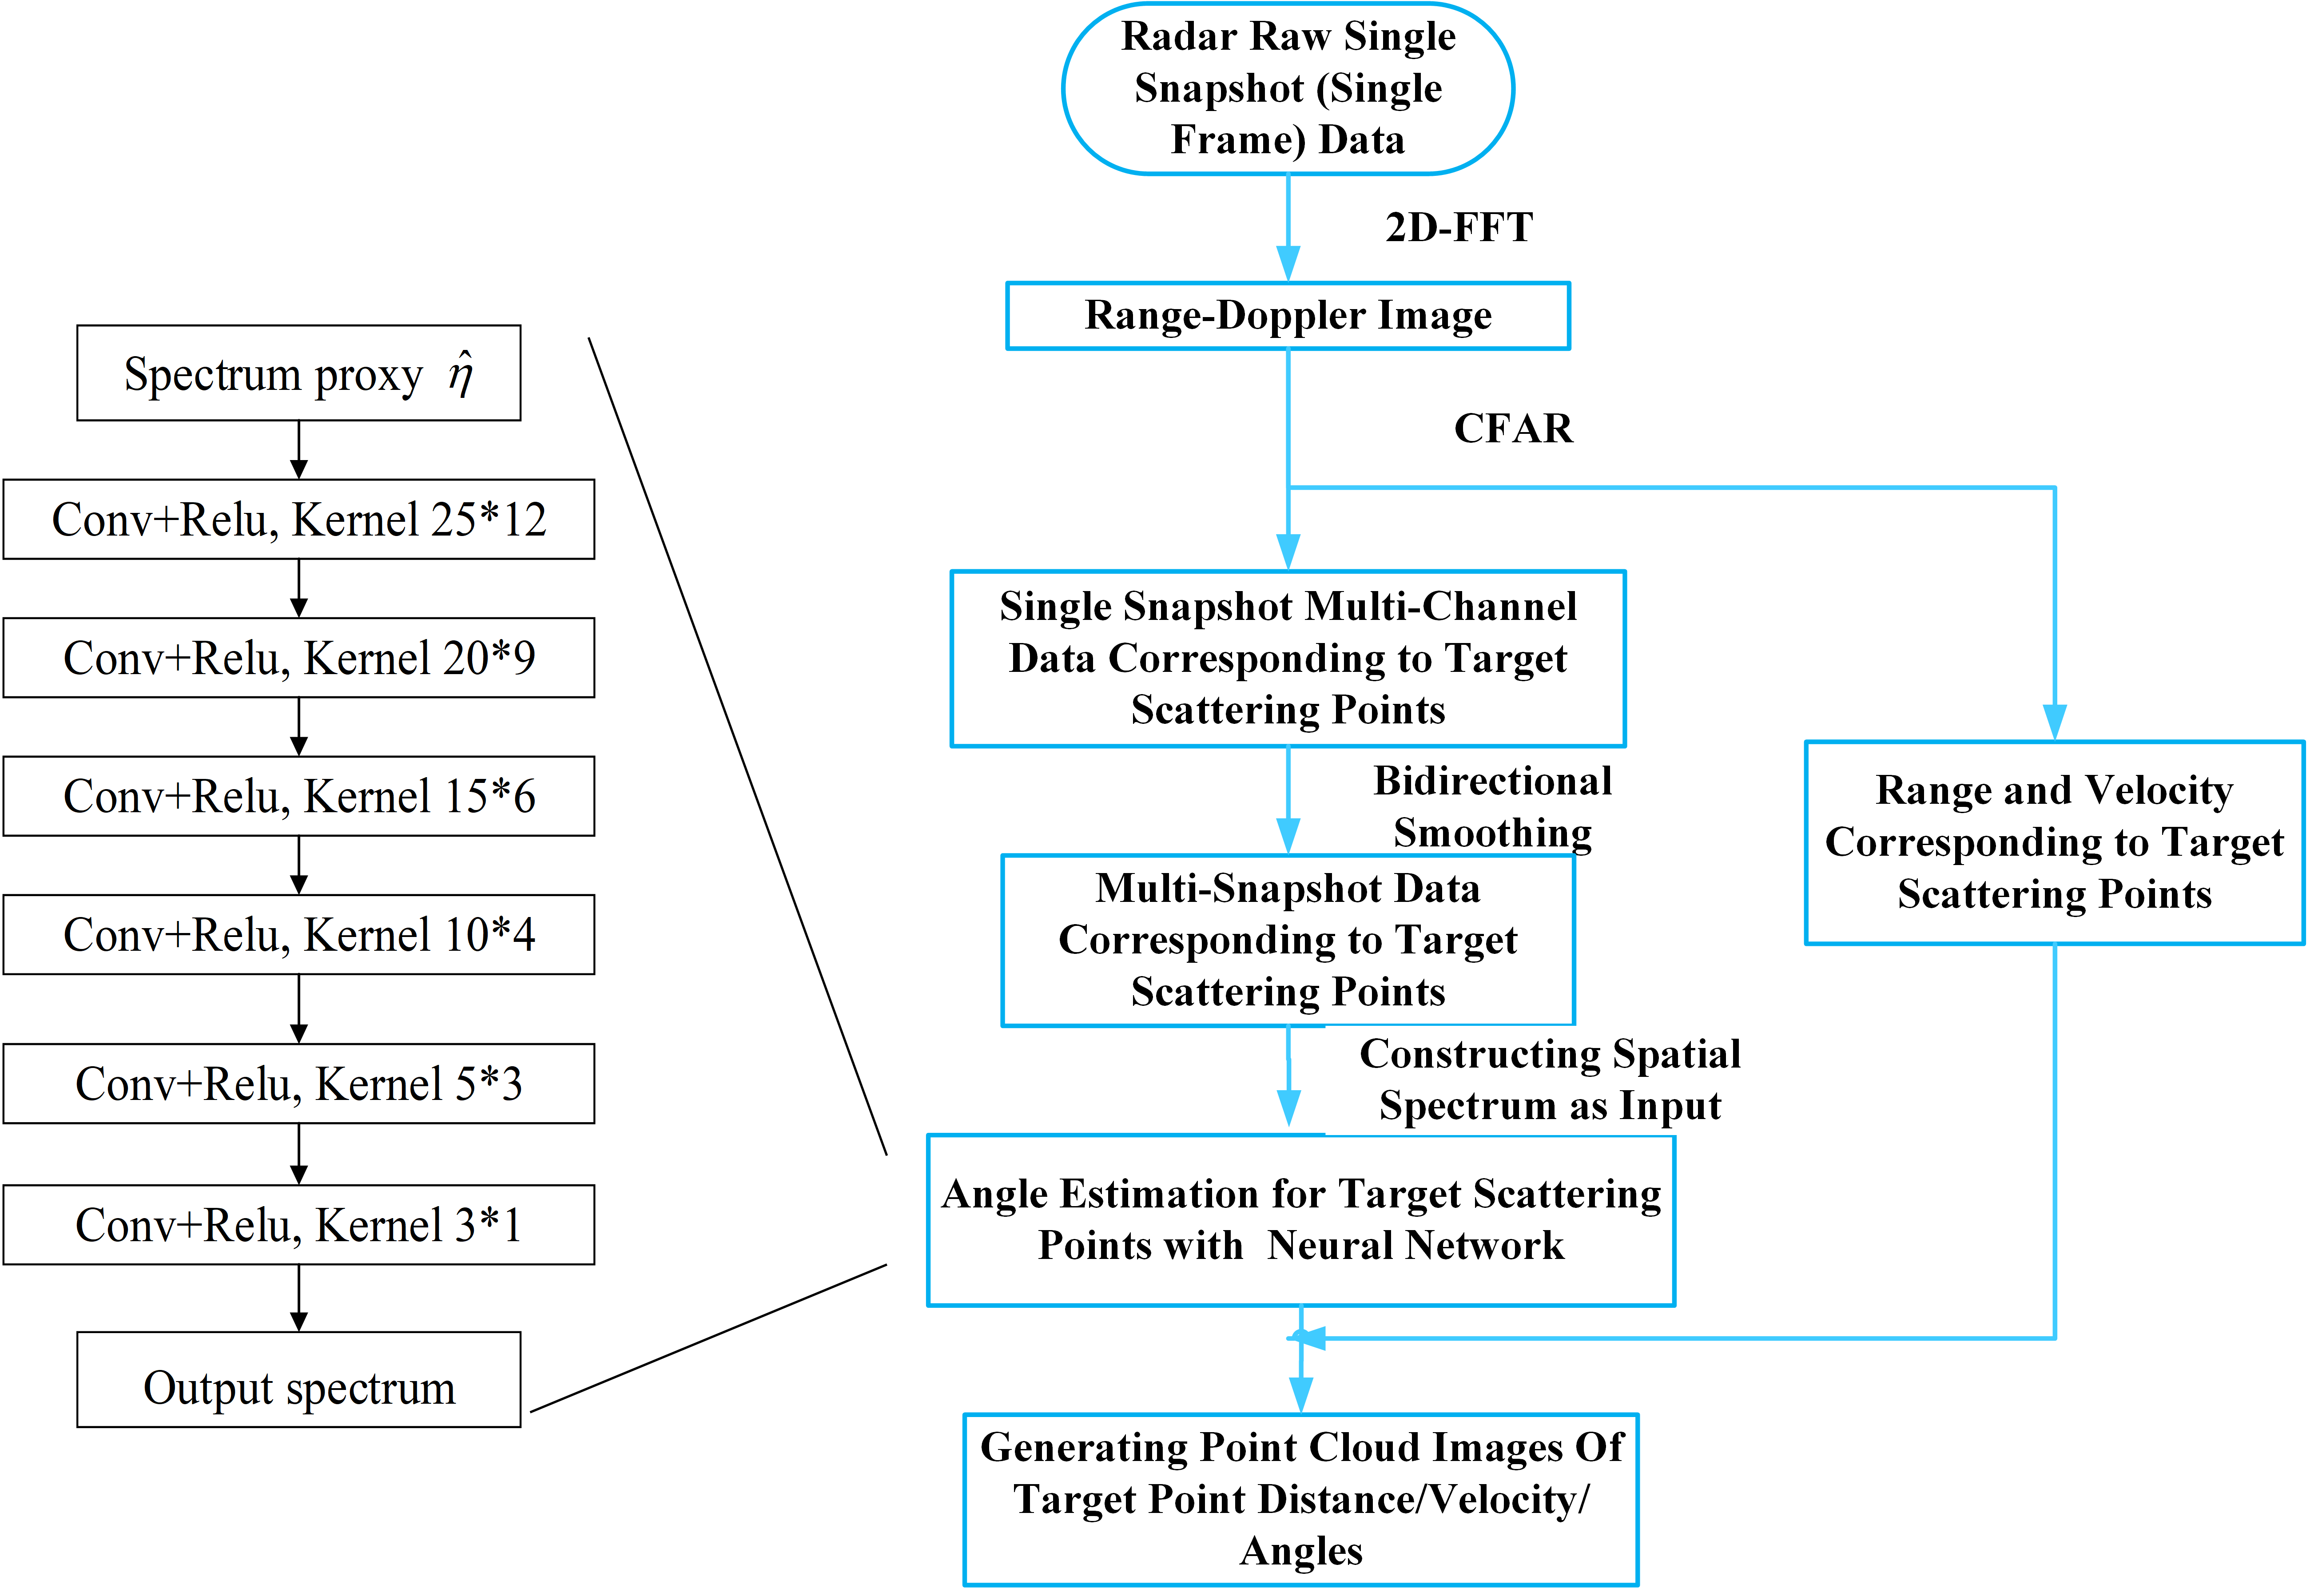 Spectrum proxy η̂
Conv+Relu, Kernel 25*12
Conv+Relu, Kernel 20*9
Conv+Relu, Kernel 15*6
Conv+Relu, Kernel 10*4
Conv+Relu, Kernel 5*3
Conv+Relu, Kernel 3*1
Output spectrum
Radar Raw Single
Snapshot (Single
Frame) Data
2D-FFT
Range-Doppler Image
CFAR
Single Snapshot Multi-Channel
Data Corresponding to Target
Scattering Points
Bidirectional
Smoothing
Multi-Snapshot Data
Corresponding to Target
Scattering Points
Constructing Spatial
Spectrum as Input
Angle Estimation for Target Scattering
Points with Neural Network
Range and Velocity
Corresponding to Target
Scattering Points
Generating Point Cloud Images Of
Target Point Distance/Velocity/
Angles